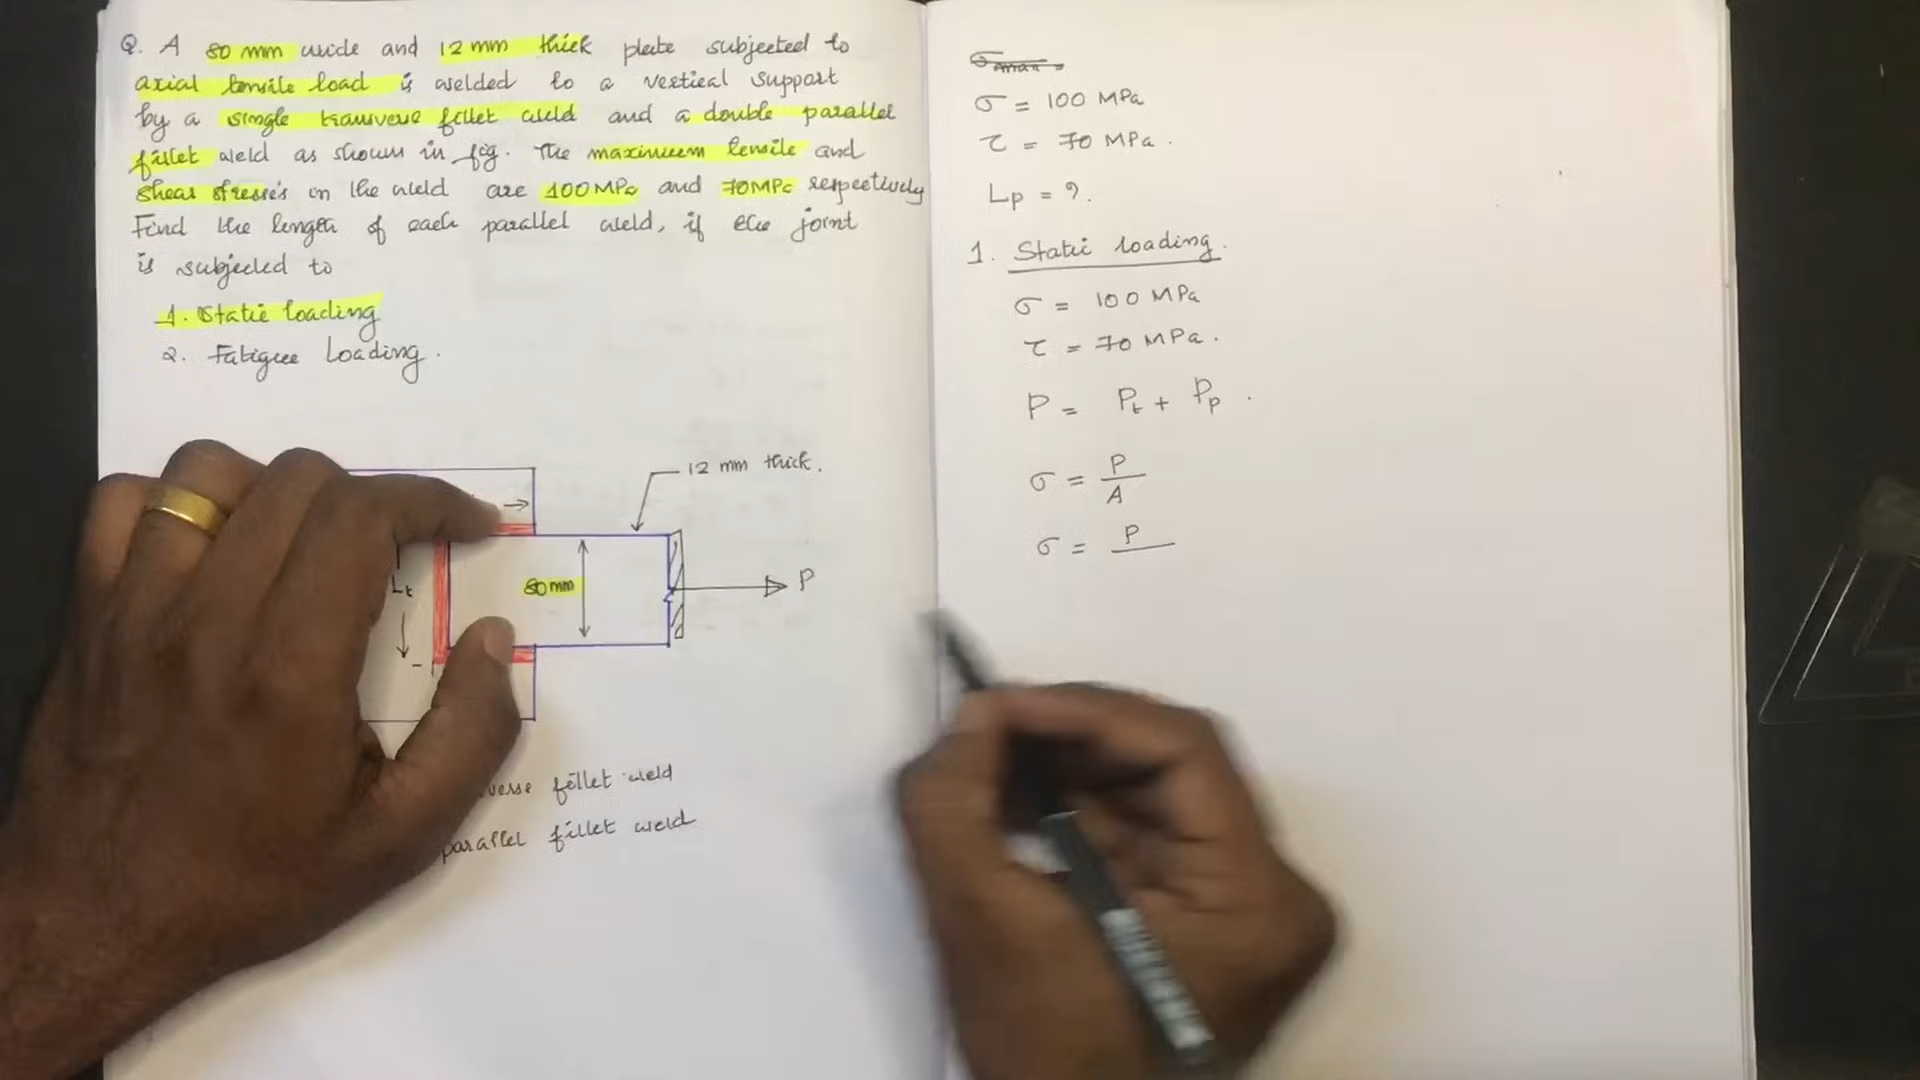 Q. A 80 mm wide and 12 mm thick plate subjected to
axial tensile load is welded to a vertical support
by a single transverse fillet weld and a double parallel
fillet weld as shown in fig. The maximum tensile and
shear stresses in the weld are 100 MPa and 70 MPa respectively
Find the length of each parallel weld, if the joint
is subjected to
1. Static loading
2. Fatigue Loading.
12 mm thick.
80 mm
Lt
P
verse fillet weld
parallel fillet weld
σ = 100 MPa
τ = 70 MPa.
Lp = ?
1. Static loading.
σ = 100 MPa
τ = 70 MPa.
P = Pt + Pp.
σ = P / A
σ = P